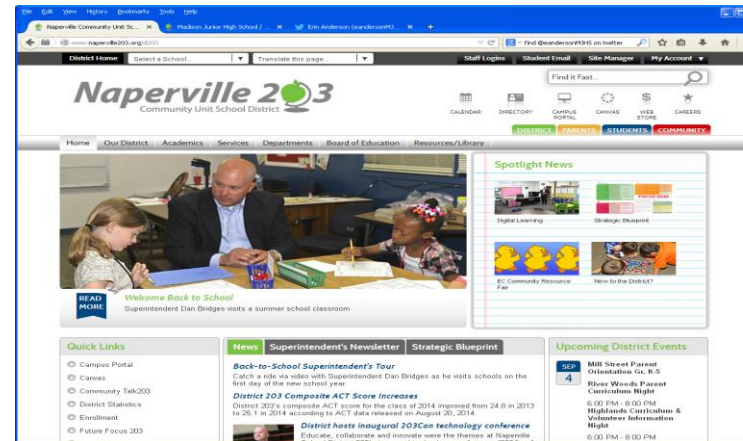 File Edit View History Bookmarks Tools Help
Naperville Community Unit Sc... × Madison Junior High School / ... × Erin Anderson (eandersonMJ... × +
www.naperville203.org/d203 find @eandersonMJHS on twitter
District Home Select a School... Translate this page... Staff Logins Student Email Site Manager My Account
Find it Fast...
Naperville 203
Community Unit School District
CALENDAR DIRECTORY CAMPUS PORTAL CANVAS WEB STORE CAREERS
DISTRICT PARENTS STUDENTS COMMUNITY
Home Our District Academics Services Departments Board of Education Resources/Library
Spotlight News
Digital Learning Strategic Blueprint
EC Community Resource Fair New to the District?
READ MORE
Welcome Back to School
Superintendent Dan Bridges visits a summer school classroom
Quick Links
Campus Portal
Canvas
Community Talk203
District Statistics
Enrollment
Future Focus 203
News Superintendent's Newsletter Strategic Blueprint
Back-to-School Superintendent's Tour
Catch a ride via video with Superintendent Dan Bridges as he visits schools on the
first day of the new school year.
District 203 Composite ACT Score Increases
District 203's composite ACT score for the class of 2014 improved from 24.8 in 2013
to 25.1 in 2014 according to ACT data released on August 20, 2014.
District hosts inaugural 203Con technology conference
Educate, collaborate and innovate were the themes at Naperville
Upcoming District Events
SEP
4
Mill Street Parent
Orientation Gr. K-5
River Woods Parent
Curriculum Night
6:00 PM - 8:00 PM
Highlands Curriculum &
Volunteer Information
Night
6:00 PM - 8:00 PM